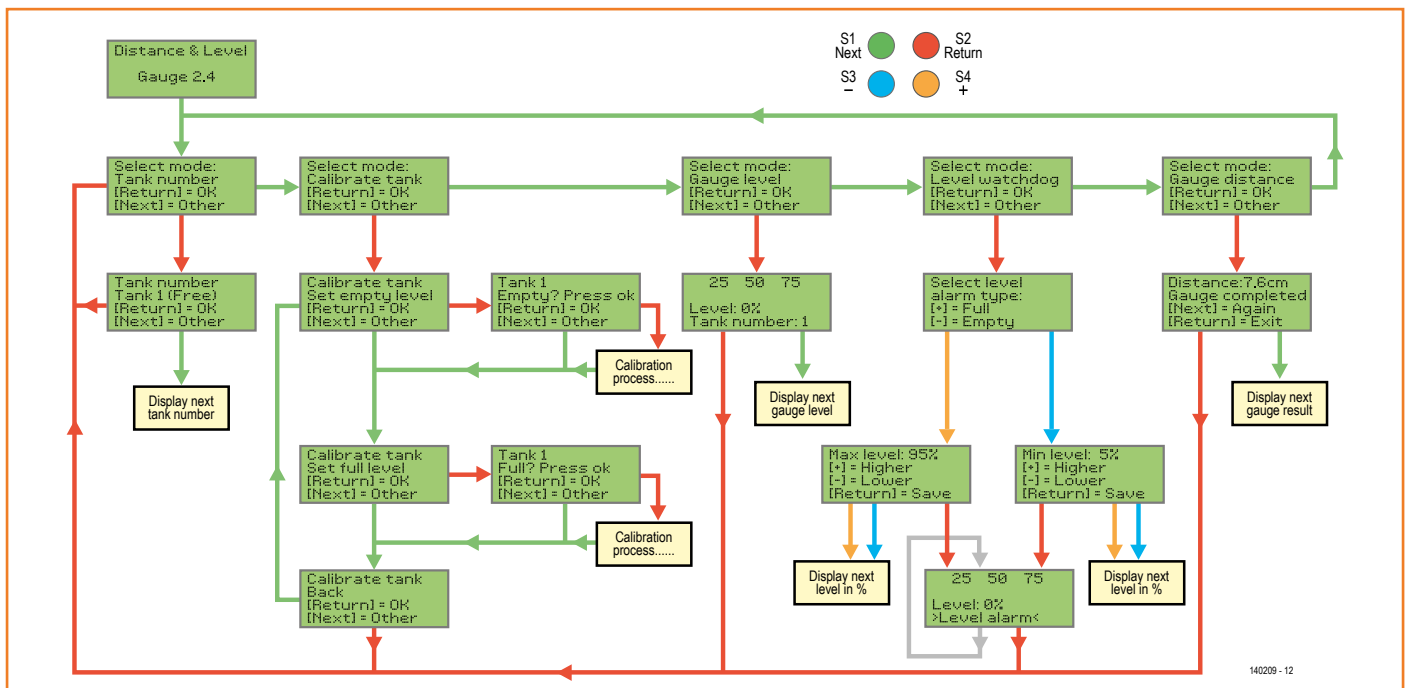 Distance & Level
Gauge 2.4
S1
Next
S2
Return
S3
–
S4
+
Select mode:
Tank number
[Return] = OK
[Next] = Other
Select mode:
Calibrate tank
[Return] = OK
[Next] = Other
Select mode:
Gauge level
[Return] = OK
[Next] = Other
Select mode:
Level watchdog
[Return] = OK
[Next] = Other
Select mode:
Gauge distance
[Return] = OK
[Next] = Other
Tank number
Tank 1 (Free)
[Return] = OK
[Next] = Other
Calibrate tank
Set empty level
[Return] = OK
[Next] = Other
Tank 1
Empty? Press ok
[Return] = OK
[Next] = Other
25 50 75
Level: 0%
Tank number: 1
Select level
alarm type:
[+] = Full
[-] = Empty
Distance:7.6cm
Gauge completed
[Next] = Again
[Return] = Exit
Calibration
process......
Display next
tank number
Display next
gauge level
Display next
gauge result
Calibrate tank
Set full level
[Return] = OK
[Next] = Other
Tank 1
Full? Press ok
[Return] = OK
[Next] = Other
Max level: 95%
[+] = Higher
[-] = Lower
[Return] = Save
Min level: 5%
[+] = Higher
[-] = Lower
[Return] = Save
Calibration
process......
Display next
level in %
Display next
level in %
Calibrate tank
Back
[Return] = OK
[Next] = Other
25 50 75
Level: 0%
>Level alarm<
140209 - 12